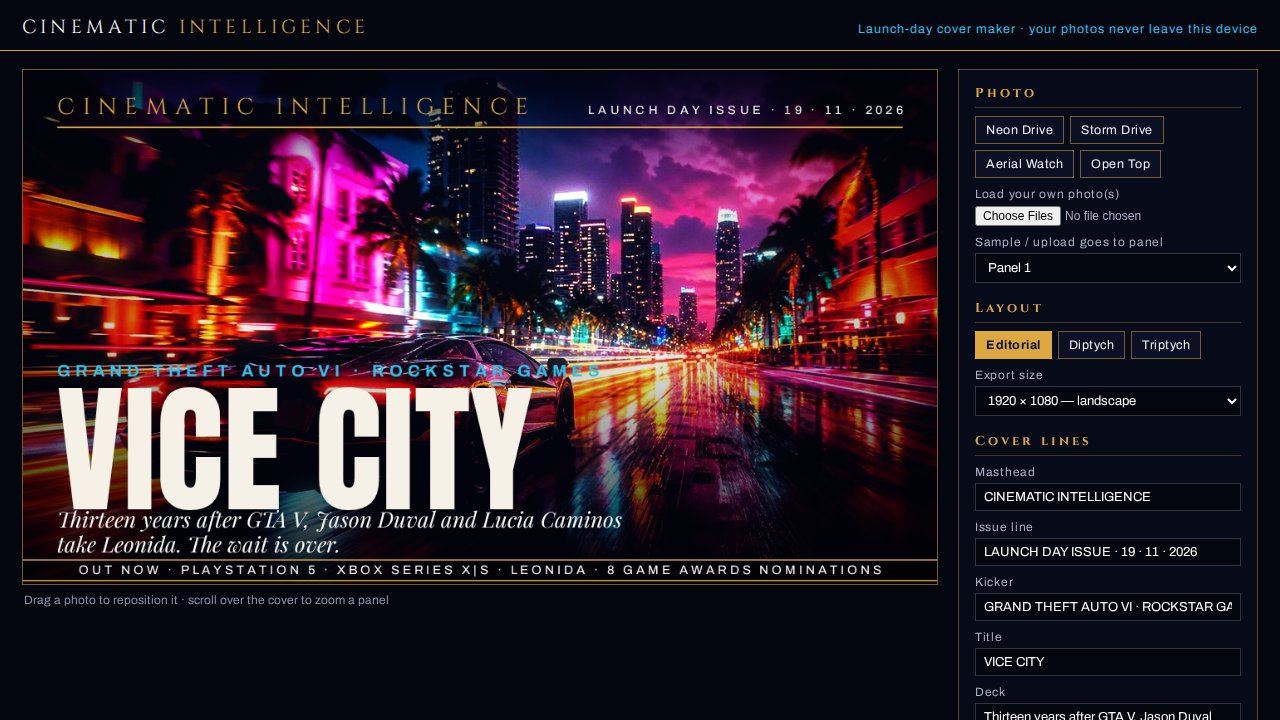 CINEMATIC INTELLIGENCE
Launch-day cover maker · your photos never leave this device
CINEMATIC INTELLIGENCE
LAUNCH DAY ISSUE · 19 · 11 · 2026
GRAND THEFT AUTO VI · ROCKSTAR GAMES
VICE CITY
Thirteen years after GTA V, Jason Duval and Lucia Caminos
take Leonida. The wait is over.
OUT NOW · PLAYSTATION 5 · XBOX SERIES X|S · LEONIDA · 8 GAME AWARDS NOMINATIONS
Drag a photo to reposition it · scroll over the cover to zoom a panel
PHOTO
Neon Drive
Storm Drive
Aerial Watch
Open Top
Load your own photo(s)
Choose Files No file chosen
Sample / upload goes to panel
Panel 1
LAYOUT
Editorial
Diptych
Triptych
Export size
1920 × 1080 — landscape
COVER LINES
Masthead
CINEMATIC INTELLIGENCE
Issue line
LAUNCH DAY ISSUE · 19 · 11 · 2026
Kicker
GRAND THEFT AUTO VI · ROCKSTAR GA
Title
VICE CITY
Deck
Thirteen years after GTA V, Jason Duval